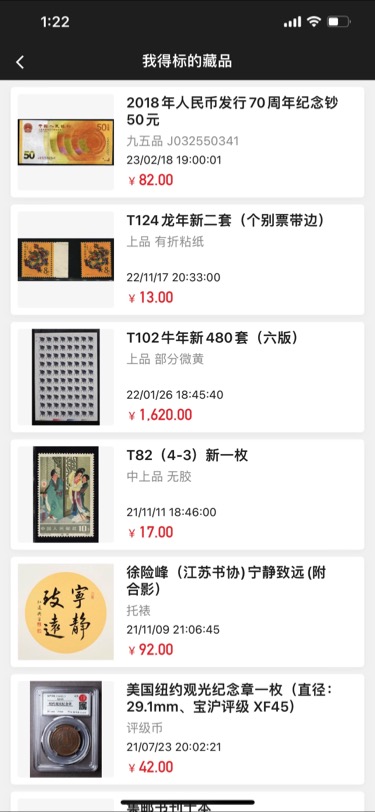 1:22
我得标的藏品
2018年人民币发行70周年纪念钞
50元
九五品 J032550341
23/02/18 19:00:01
¥ 82.00
T124龙年新二套（个别票带边）
上品 有折粘纸
22/11/17 20:33:00
¥ 13.00
T102牛年新480套（六版）
上品 部分微黄
22/01/26 18:45:40
¥ 1,620.00
T82（4-3）新一枚
中上品 无胶
21/11/11 18:46:00
¥ 17.00
徐险峰（江苏书协)宁静致远(附
合影）
托裱
21/11/09 21:06:45
¥ 92.00
寧靜
致遠
美国纽约观光纪念章一枚（直径：
29.1mm、宝沪评级 XF45）
评级币
21/07/23 20:02:21
¥ 42.00